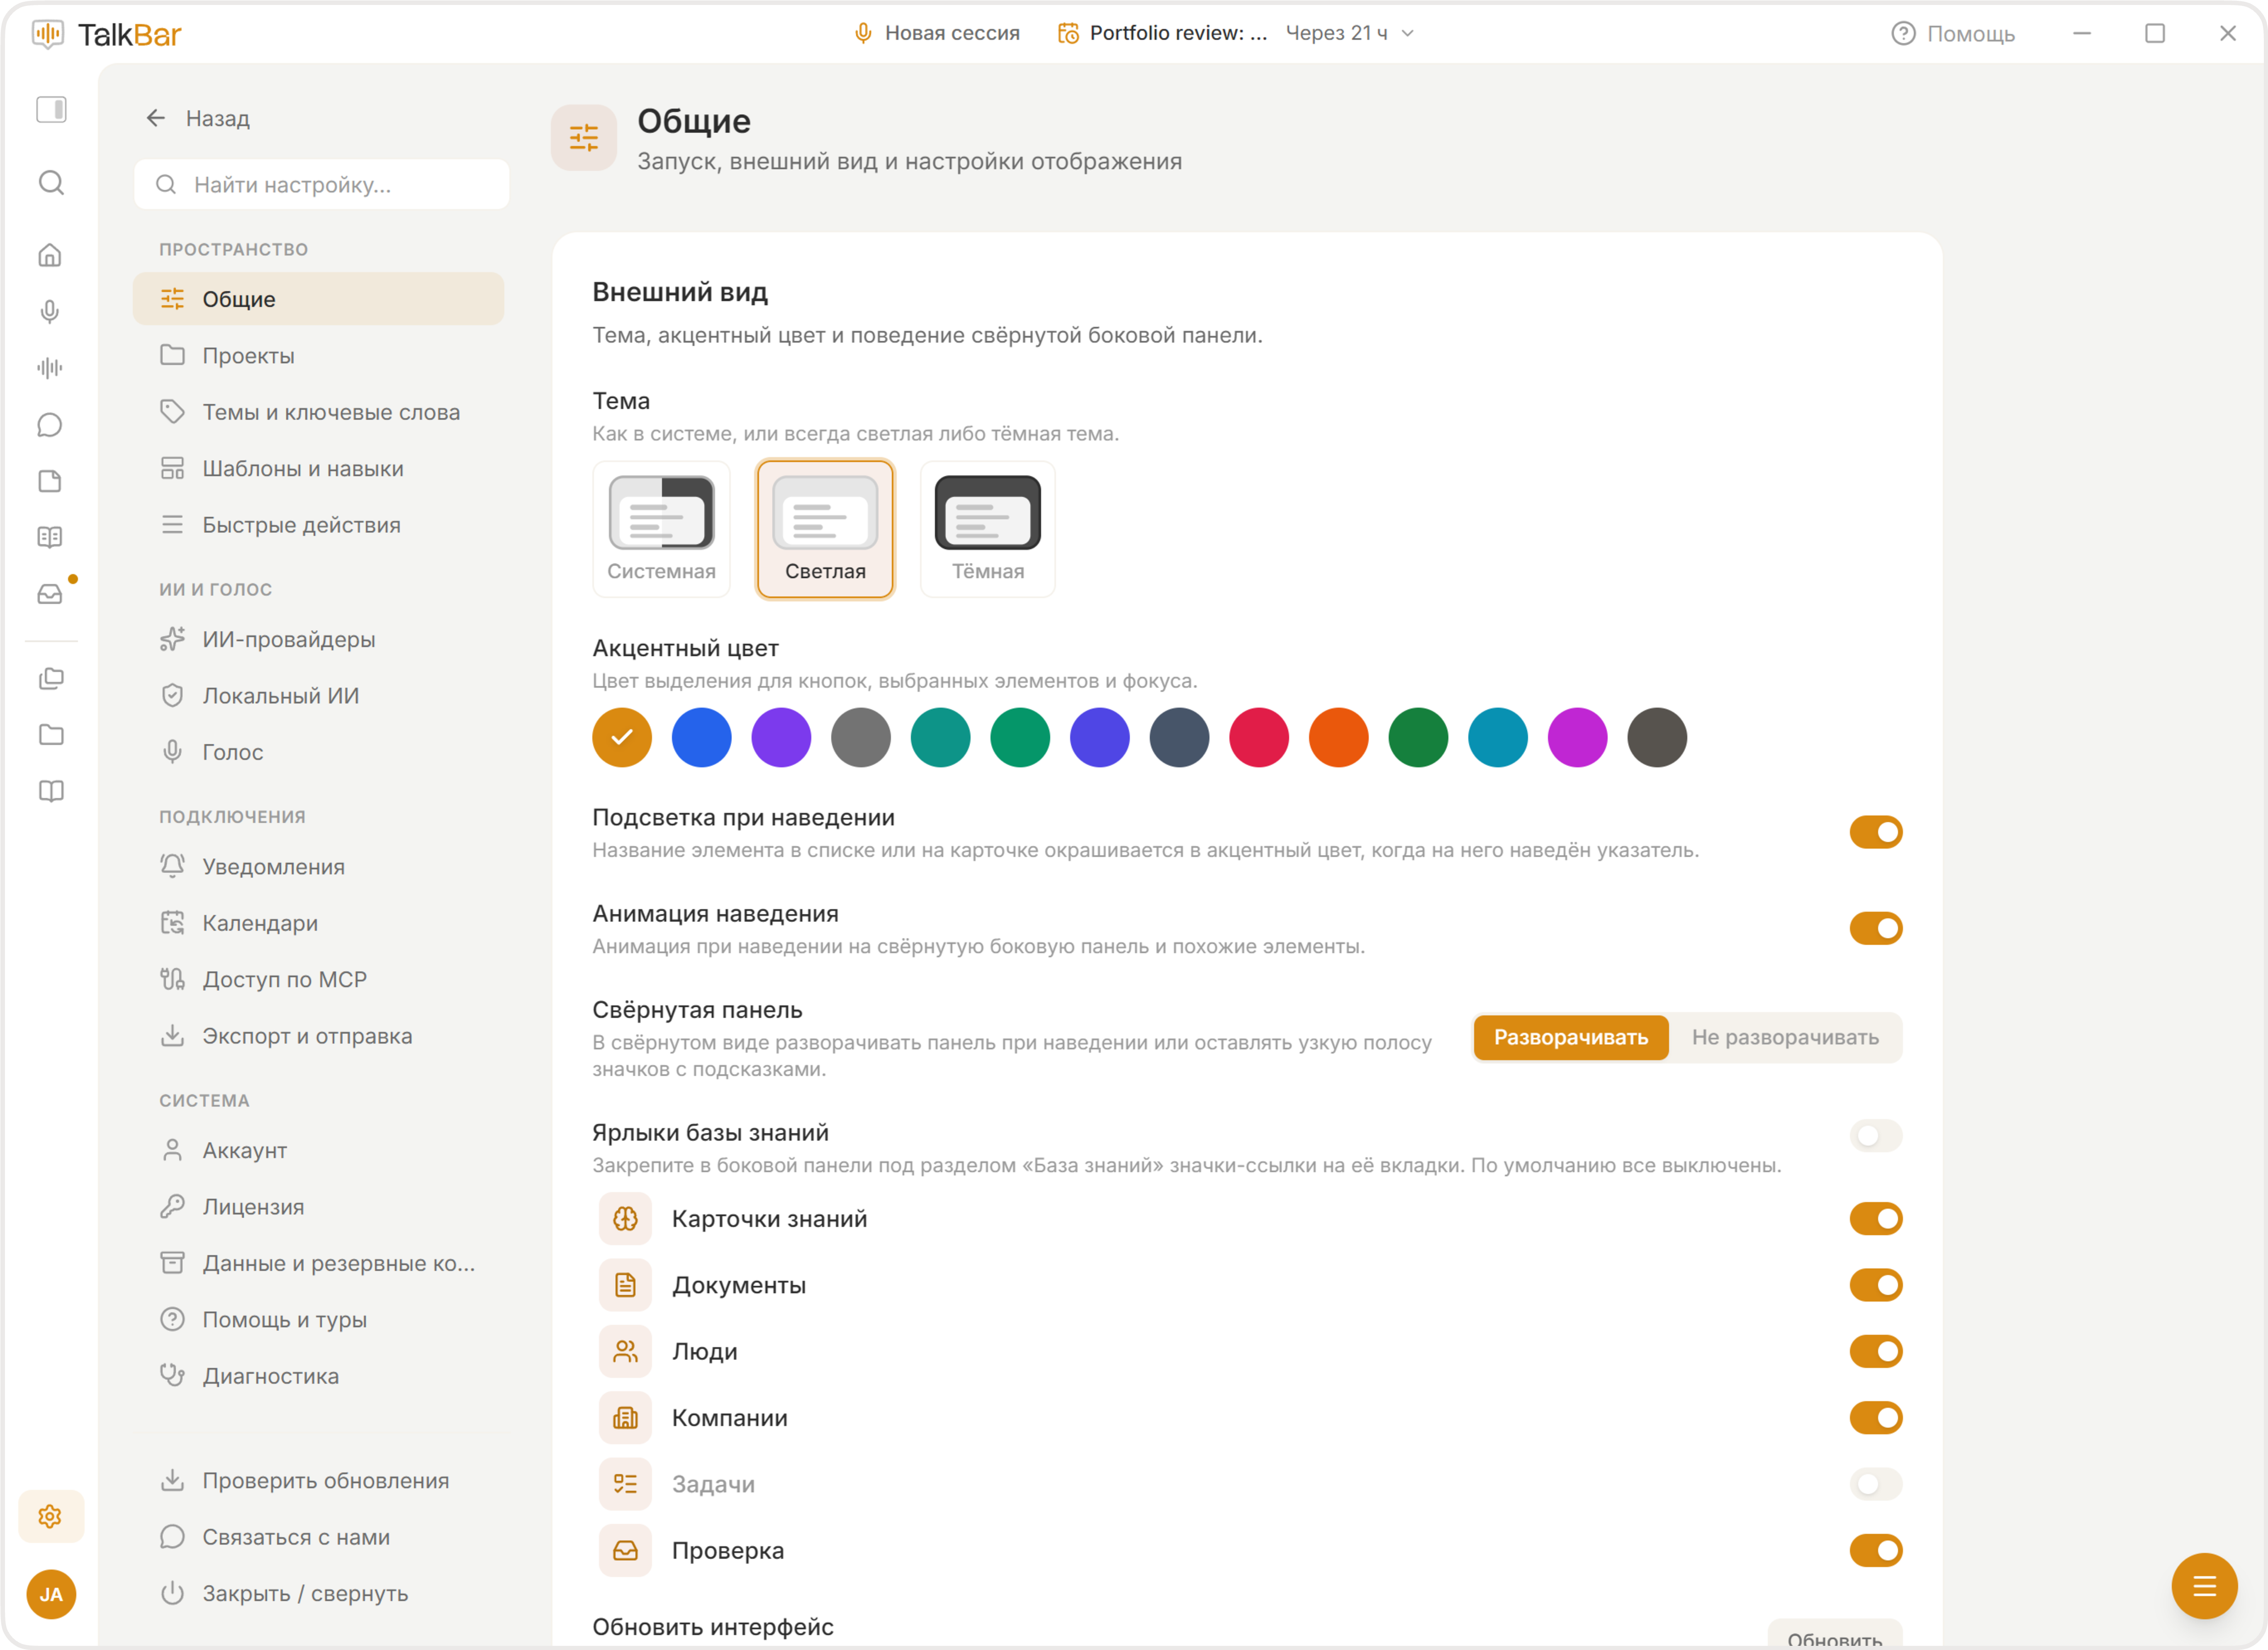 TalkBar
Новая сессия
Portfolio review: ...
Через 21 ч
Помощь
Назад
Найти настройку...
ПРОСТРАНСТВО
Общие
Проекты
Темы и ключевые слова
Шаблоны и навыки
Быстрые действия
ИИ И ГОЛОС
ИИ-провайдеры
Локальный ИИ
Голос
ПОДКЛЮЧЕНИЯ
Уведомления
Календари
Доступ по MCP
Экспорт и отправка
СИСТЕМА
Аккаунт
Лицензия
Данные и резервные ко...
Помощь и туры
Диагностика
Проверить обновления
Связаться с нами
Закрыть / свернуть
JA
Общие
Запуск, внешний вид и настройки отображения
Внешний вид
Тема, акцентный цвет и поведение свёрнутой боковой панели.
Тема
Как в системе, или всегда светлая либо тёмная тема.
Системная
Светлая
Тёмная
Акцентный цвет
Цвет выделения для кнопок, выбранных элементов и фокуса.
Подсветка при наведении
Название элемента в списке или на карточке окрашивается в акцентный цвет, когда на него наведён указатель.
Анимация наведения
Анимация при наведении на свёрнутую боковую панель и похожие элементы.
Свёрнутая панель
В свёрнутом виде разворачивать панель при наведении или оставлять узкую полосу
значков с подсказками.
Разворачивать
Не разворачивать
Ярлыки базы знаний
Закрепите в боковой панели под разделом «База знаний» значки-ссылки на её вкладки. По умолчанию все выключены.
Карточки знаний
Документы
Люди
Компании
Задачи
Проверка
Обновить интерфейс
Обновить